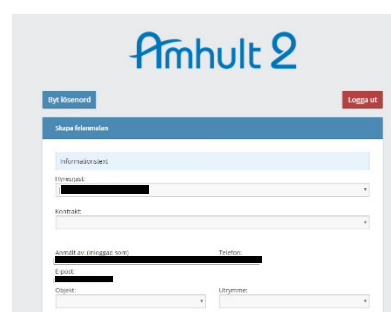 Amhult 2
Byt lösenord Logga ut
Skapa felanmälan
Informationstext
Hyresgäst:
Kontrakt:
Anmält av: (inloggad som) Telefon:
E-post:
Objekt: Utrymme: